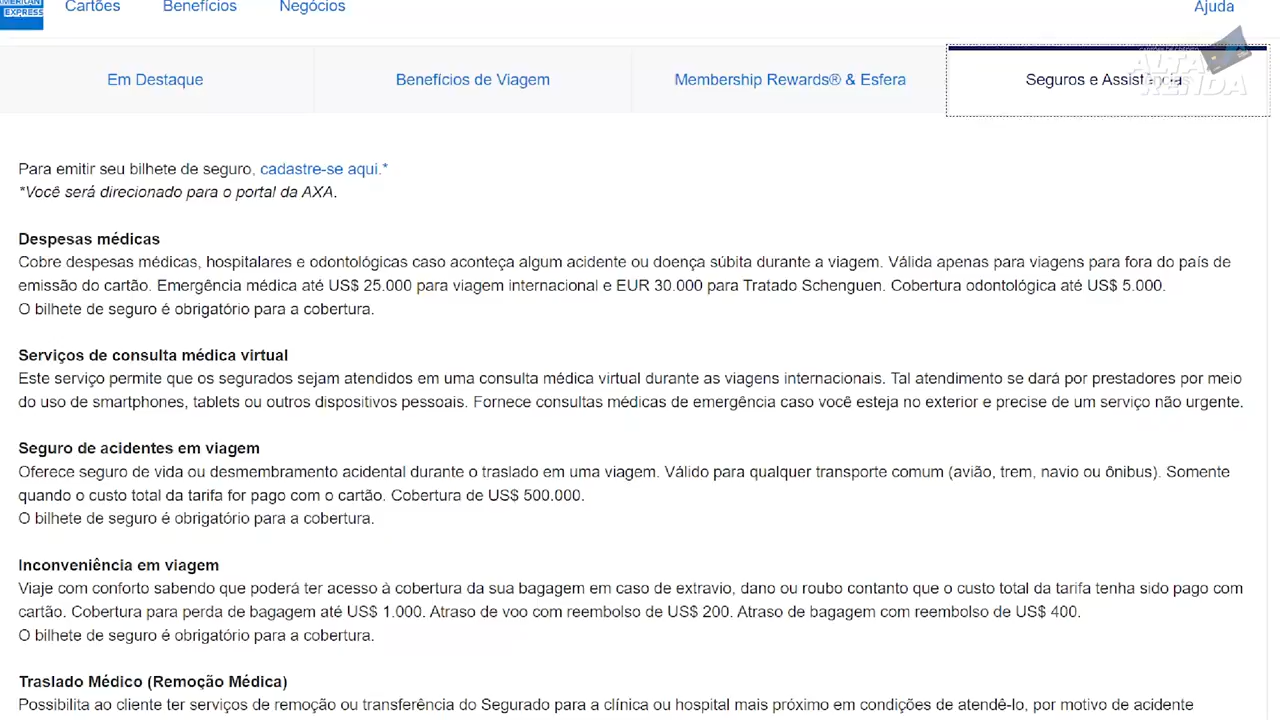 AMERICAN
EXPRESS
Cartões Benefícios Negócios Ajuda
Em Destaque Benefícios de Viagem Membership Rewards® & Esfera Seguros e Assistência
ALTA
RENDA
Para emitir seu bilhete de seguro, cadastre-se aqui.*
*Você será direcionado para o portal da AXA.
Despesas médicas
Cobre despesas médicas, hospitalares e odontológicas caso aconteça algum acidente ou doença súbita durante a viagem. Válida apenas para viagens para fora do país de
emissão do cartão. Emergência médica até US$ 25.000 para viagem internacional e EUR 30.000 para Tratado Schenguen. Cobertura odontológica até US$ 5.000.
O bilhete de seguro é obrigatório para a cobertura.
Serviços de consulta médica virtual
Este serviço permite que os segurados sejam atendidos em uma consulta médica virtual durante as viagens internacionais. Tal atendimento se dará por prestadores por meio
do uso de smartphones, tablets ou outros dispositivos pessoais. Fornece consultas médicas de emergência caso você esteja no exterior e precise de um serviço não urgente.
Seguro de acidentes em viagem
Oferece seguro de vida ou desmembramento acidental durante o traslado em uma viagem. Válido para qualquer transporte comum (avião, trem, navio ou ônibus). Somente
quando o custo total da tarifa for pago com o cartão. Cobertura de US$ 500.000.
O bilhete de seguro é obrigatório para a cobertura.
Inconveniência em viagem
Viaje com conforto sabendo que poderá ter acesso à cobertura da sua bagagem em caso de extravio, dano ou roubo contanto que o custo total da tarifa tenha sido pago com
cartão. Cobertura para perda de bagagem até US$ 1.000. Atraso de voo com reembolso de US$ 200. Atraso de bagagem com reembolso de US$ 400.
O bilhete de seguro é obrigatório para a cobertura.
Traslado Médico (Remoção Médica)
Possibilita ao cliente ter serviços de remoção ou transferência do Segurado para a clínica ou hospital mais próximo em condições de atendê-lo, por motivo de acidente